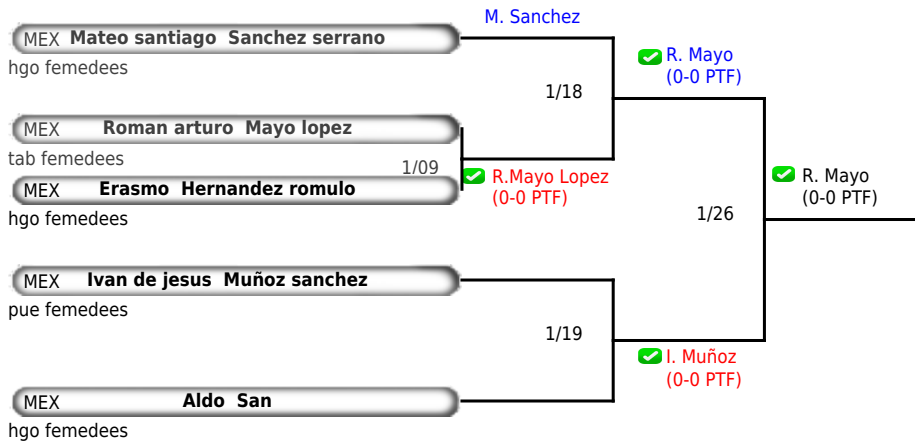 M. Sanchez
MEX Mateo santiago Sanchez serrano
hgo femedees
R. Mayo
(0-0 PTF)
1/18
MEX Roman arturo Mayo lopez
tab femedees
1/09
R.Mayo Lopez
(0-0 PTF)
MEX Erasmo Hernandez romulo
hgo femedees
R. Mayo
(0-0 PTF)
1/26
MEX Ivan de jesus Muñoz sanchez
pue femedees
1/19
I. Muñoz
(0-0 PTF)
MEX Aldo San
hgo femedees